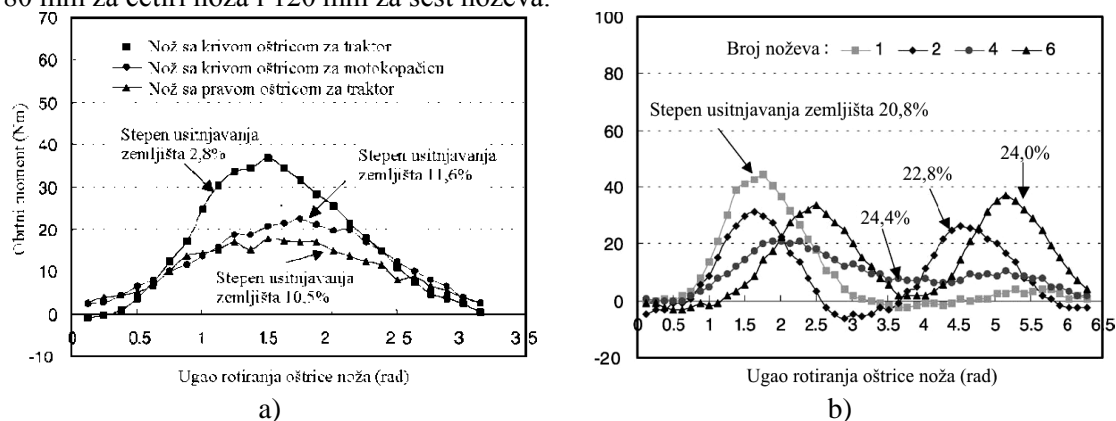 80 mm za četiri noža i 120 mm za šest noževa.
70
60
50
40
30
20
10
0
-10
Obrtni moment (Nm)
Nož sa krivom oštricom za traktor
Nož sa krivom oštricom za motokopačicu
Nož sa pravom oštricom za traktor
Stepen usitnjavanja
zemljišta 2,8%
Stepen usitnjavanja
zemljišta 11,6%
Stepen usitnjavanja
zemljišta 10.5%
0 0.5 1 1.5 2 2.5 3 3 5
Ugao rotiranja oštrice noža (rad)
a)
100
80
60
40
20
0
-20
Broj noževa : 1 2 4 6
Stepen usitnjavanja zemljišta 20,8%
24,0%
22,8%
24,4%
0 0.5 1 1.5 2 2.5 3 3.5 4 4.5 5 5.5 6 6.5
Ugao rotiranja oštrice noža (rad)
b)